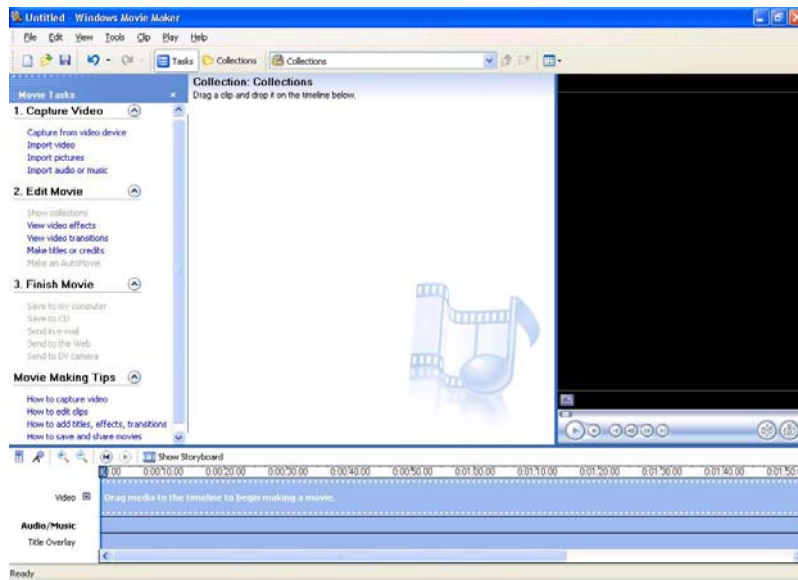 Untitled - Windows Movie Maker
File Edit View Tools Clip Play Help
Tasks Collections Collections
Movie Tasks
Collection: Collections
Drag a clip and drop it on the timeline below.
1. Capture Video
Capture from video device
Import video
Import pictures
Import audio or music
2. Edit Movie
Show collections
View video effects
View video transitions
Make titles or credits
Make an AutoMovie
3. Finish Movie
Save to my computer
Save to CD
Send in e-mail
Send to the Web
Send to DV camera
Movie Making Tips
How to capture video
How to edit clips
How to add titles, effects, transitions
How to save and share movies
Show Storyboard
0:00:10.00 0:00:20.00 0:00:30.00 0:00:40.00 0:00:50.00 0:01:00.00 0:01:10.00 0:01:20.00 0:01:30.00 0:01:40.00
Video Drag media to the timeline to begin making a movie.
Audio/Music
Title Overlay
Ready